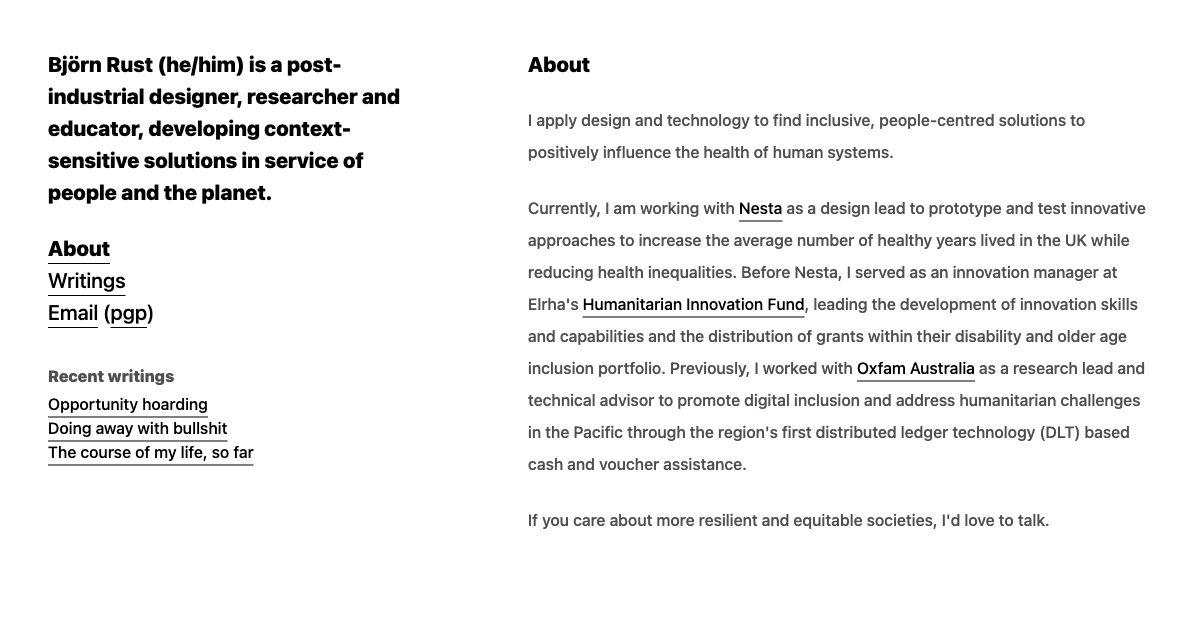 Björn Rust (he/him) is a post-
industrial designer, researcher and
educator, developing context-
sensitive solutions in service of
people and the planet.
About
Writings
Email (pgp)
Recent writings
Opportunity hoarding
Doing away with bullshit
The course of my life, so far
About
I apply design and technology to find inclusive, people-centred solutions to
positively influence the health of human systems.
Currently, I am working with Nesta as a design lead to prototype and test innovative
approaches to increase the average number of healthy years lived in the UK while
reducing health inequalities. Before Nesta, I served as an innovation manager at
Elrha's Humanitarian Innovation Fund, leading the development of innovation skills
and capabilities and the distribution of grants within their disability and older age
inclusion portfolio. Previously, I worked with Oxfam Australia as a research lead and
technical advisor to promote digital inclusion and address humanitarian challenges
in the Pacific through the region's first distributed ledger technology (DLT) based
cash and voucher assistance.
If you care about more resilient and equitable societies, I'd love to talk.